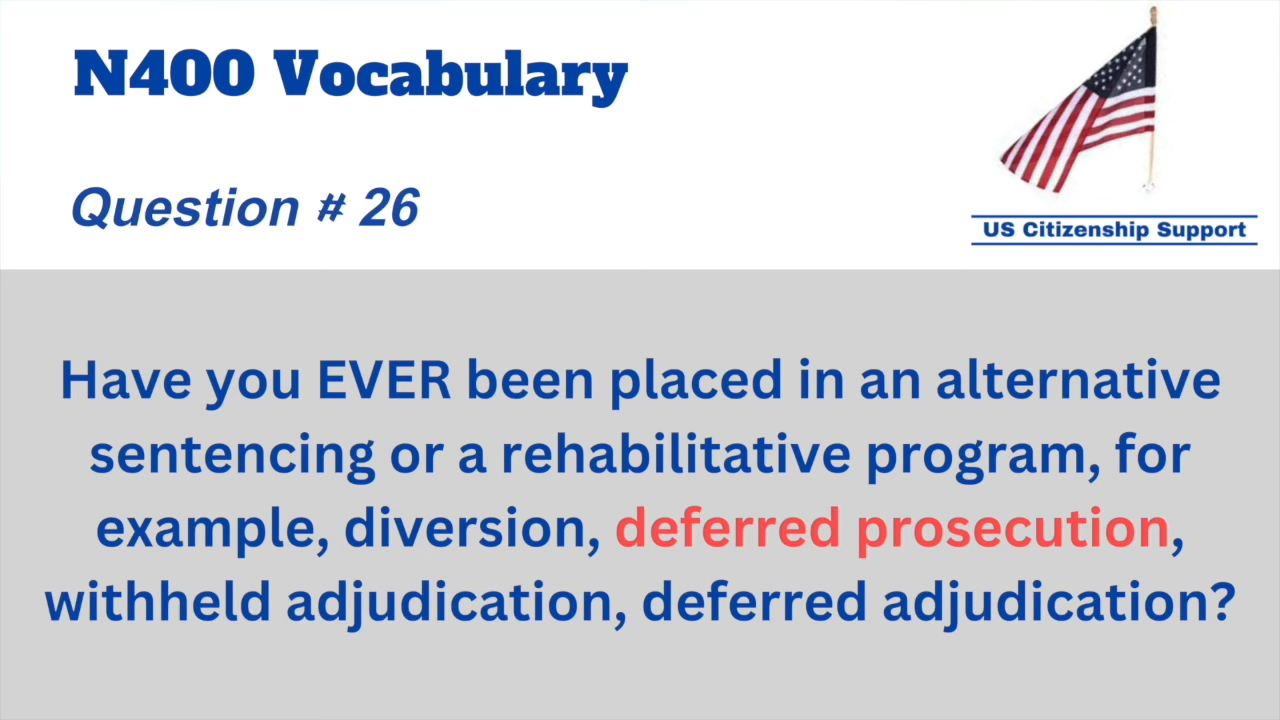 N400 Vocabulary
Question # 26
US Citizenship Support
Have you EVER been placed in an alternative
sentencing or a rehabilitative program, for
example, diversion, deferred prosecution,
withheld adjudication, deferred adjudication?